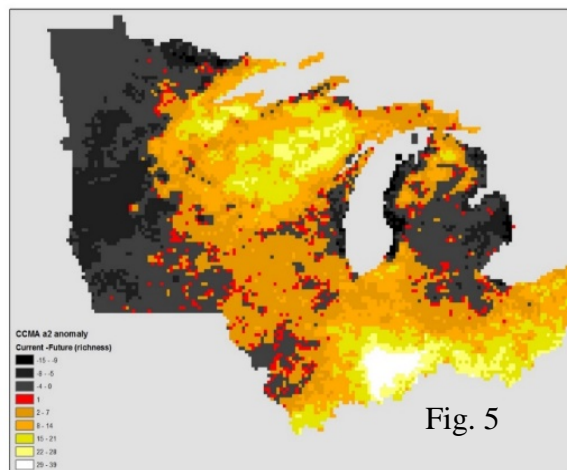 CCMA a2 anomaly
Current -Future (richness)
-15 - -9
-8 - -5
-4 - 0
1
2 - 7
8 - 14
15 - 21
22 - 28
29 - 39
Fig. 5